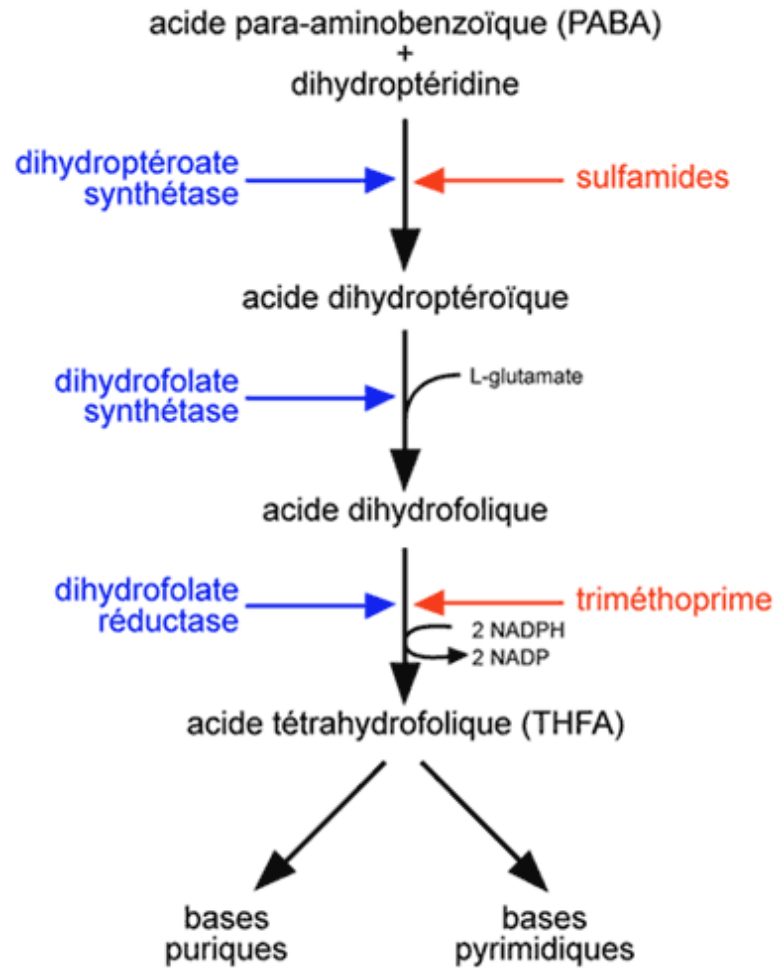 acide para-aminobenzoïque (PABA)
+
dihydroptéridine
dihydroptéroate
synthétase
sulfamides
acide dihydroptéroïque
dihydrofolate
synthétase
L-glutamate
acide dihydrofolique
dihydrofolate
réductase
triméthoprime
2 NADPH
2 NADP
acide tétrahydrofolique (THFA)
bases
puriques
bases
pyrimidiques